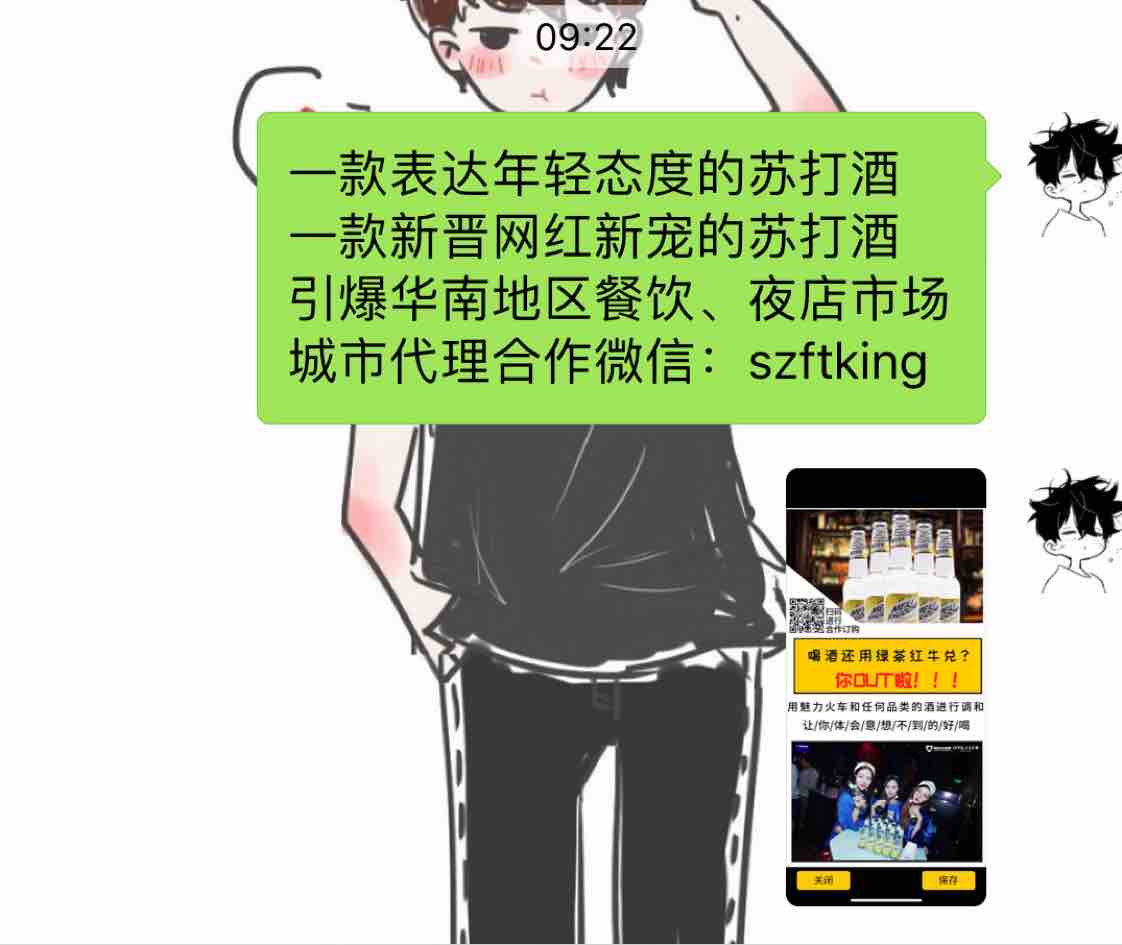 09:22
一款表达年轻态度的苏打酒
一款新晋网红新宠的苏打酒
引爆华南地区餐饮、夜店市场
城市代理合作微信：szftking
扫码
进行
合作订购
喝酒还用绿茶红牛兑？
你OUT啦！！！
用魅力火车和任何品类的酒进行调和
让/你/体/会/意/想/不/到/的/好/喝
关闭
保存